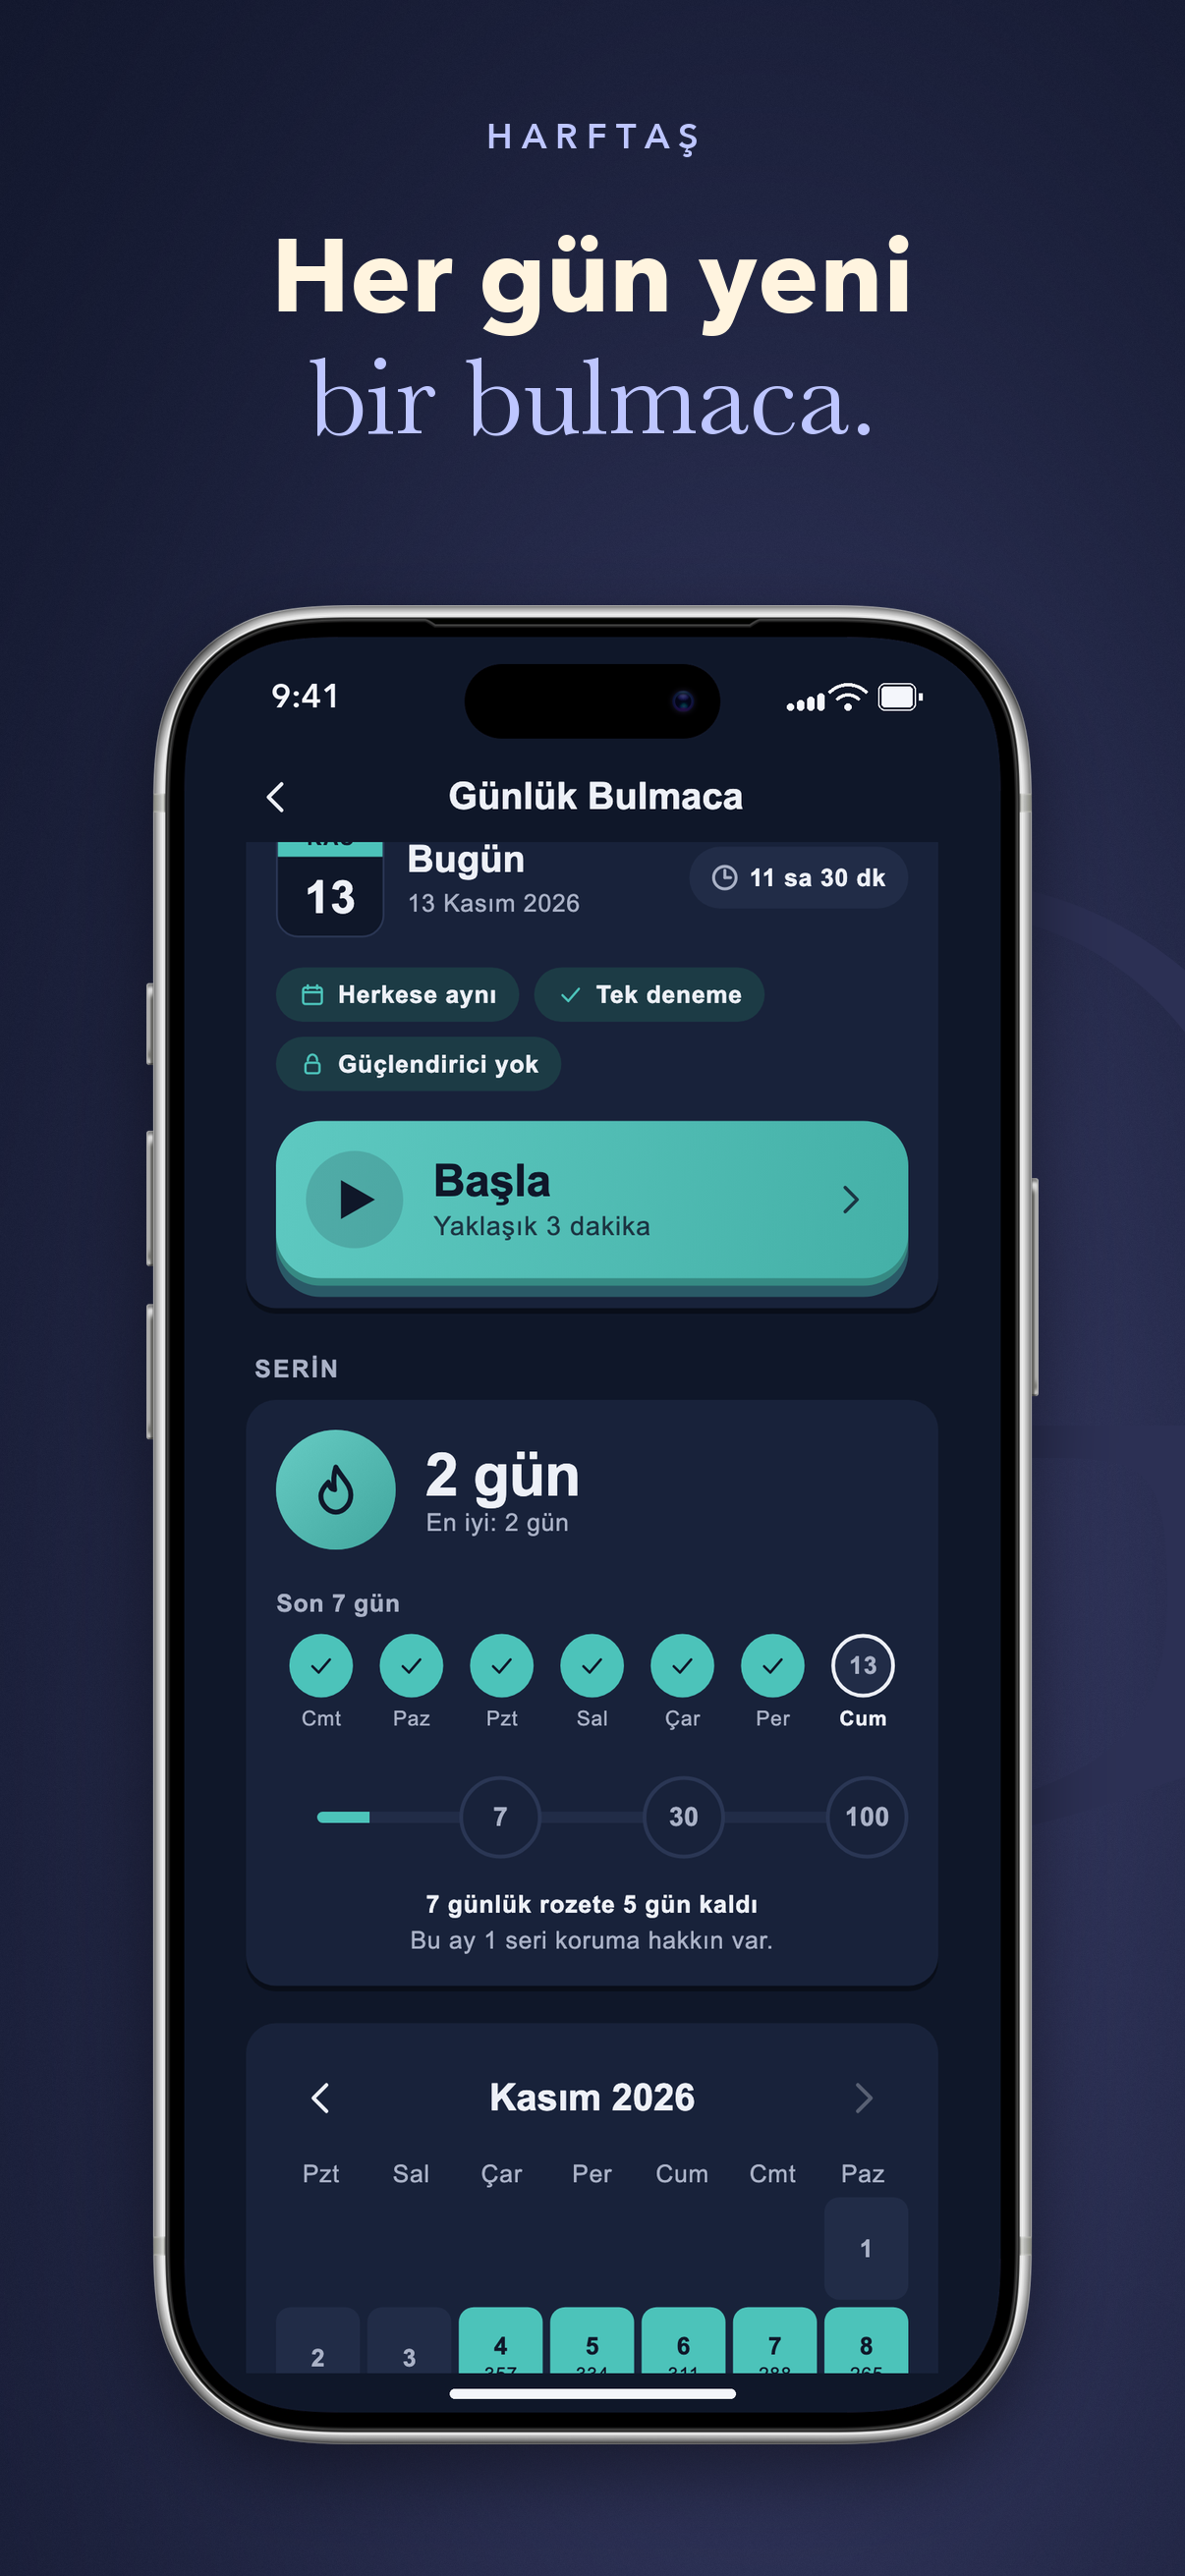 HARFTAŞ
Her gün yeni
bir bulmaca.
9:41
Günlük Bulmaca
13
Bugün
13 Kasım 2026
11 sa 30 dk
Herkese aynı
Tek deneme
Güçlendirici yok
Başla
Yaklaşık 3 dakika
SERİN
2 gün
En iyi: 2 gün
Son 7 gün
13
Cmt Paz Pzt Sal Çar Per Cum
7 30 100
7 günlük rozete 5 gün kaldı
Bu ay 1 seri koruma hakkın var.
Kasım 2026
Pzt Sal Çar Per Cum Cmt Paz
1
2 3 4 5 6 7 8